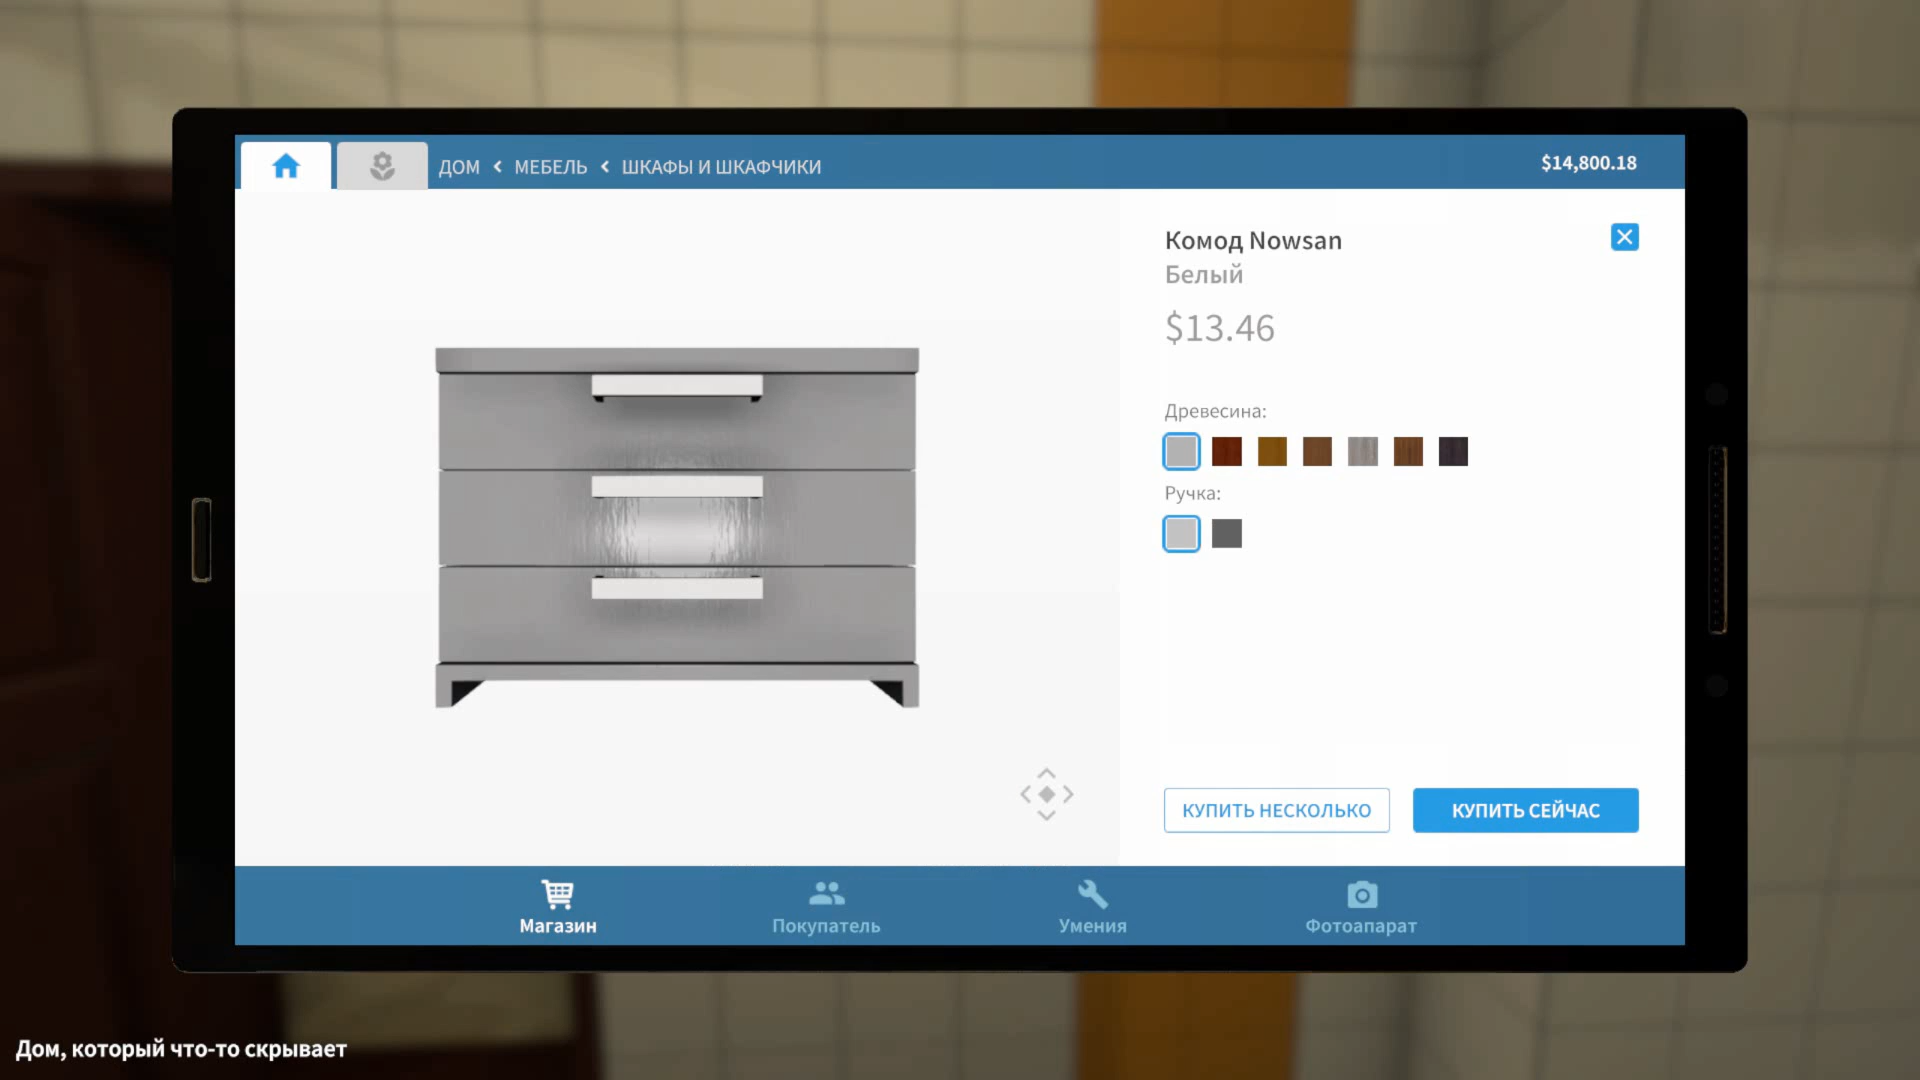 ДОМ < МЕБЕЛЬ < ШКАФЫ И ШКАФЧИКИ
$14,800.18
Комод Nowsan
Белый
$13.46
Древесина:
Ручка:
КУПИТЬ НЕСКОЛЬКО
КУПИТЬ СЕЙЧАС
Магазин
Покупатель
Умения
Фотоапарат
Дом, который что-то скрывает